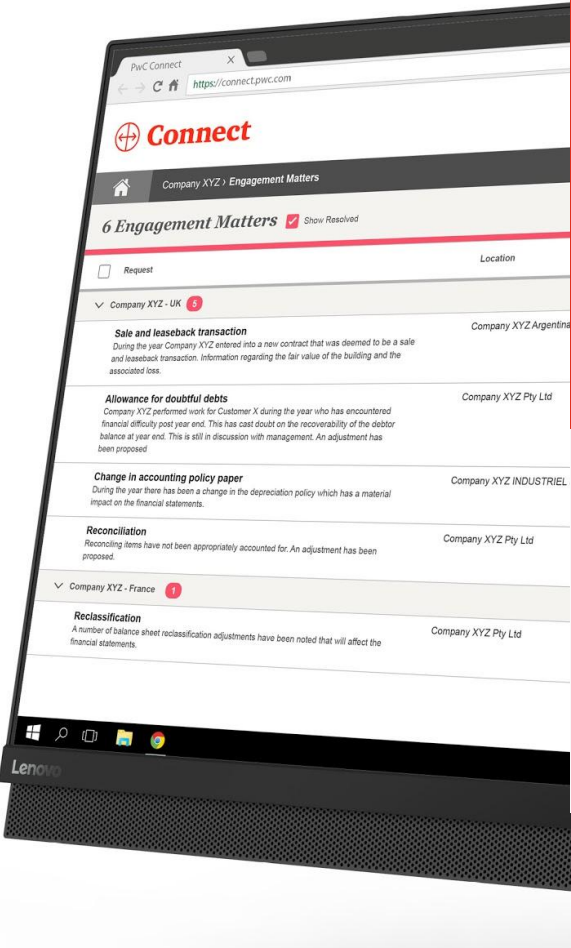 PwC Connect
https://connect.pwc.com
Connect
Company XYZ › Engagement Matters
6 Engagement Matters Show Resolved
Request Location
Company XYZ - UK 5
Sale and leaseback transaction Company XYZ Argentina
During the year Company XYZ entered into a new contract that was deemed to be a sale
and leaseback transaction. Information regarding the fair value of the building and the
associated loss.
Allowance for doubtful debts Company XYZ Pty Ltd
Company XYZ performed work for Customer X during the year who has encountered
financial difficulty post year end. This has cast doubt on the recoverability of the debtor
balance at year end. This is still in discussion with management. An adjustment has
been proposed
Change in accounting policy paper Company XYZ INDUSTRIEL
During the year there has been a change in the depreciation policy which has a material
impact on the financial statements.
Reconciliation Company XYZ Pty Ltd
Reconciling items have not been appropriately accounted for. An adjustment has been
proposed.
Company XYZ - France 1
Reclassification Company XYZ Pty Ltd
A number of balance sheet reclassification adjustments have been noted that will affect the
financial statements.
Lenovo